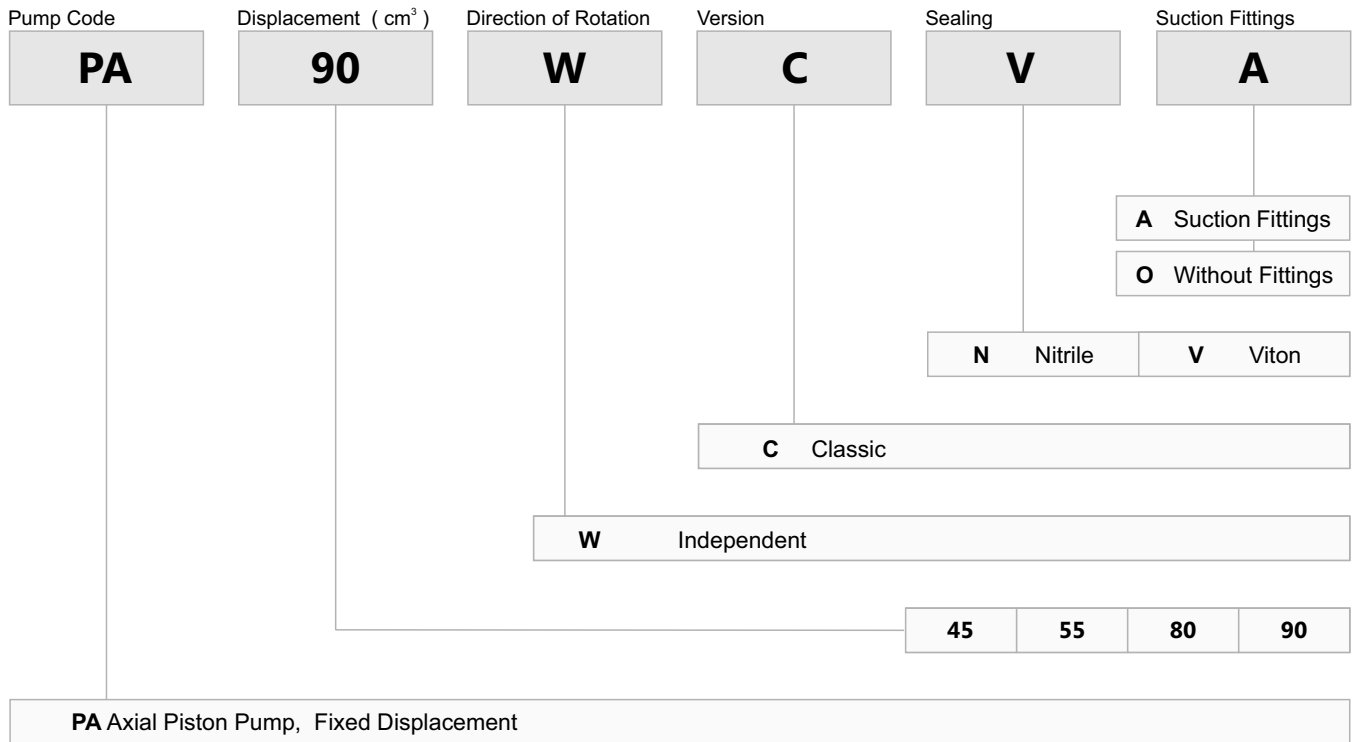 Pump Code Displacement ( cm³ ) Direction of Rotation Version Sealing Suction Fittings
PA 90 W C V A
A Suction Fittings
O Without Fittings
N Nitrile V Viton
C Classic
W Independent
45 55 80 90
PA Axial Piston Pump, Fixed Displacement